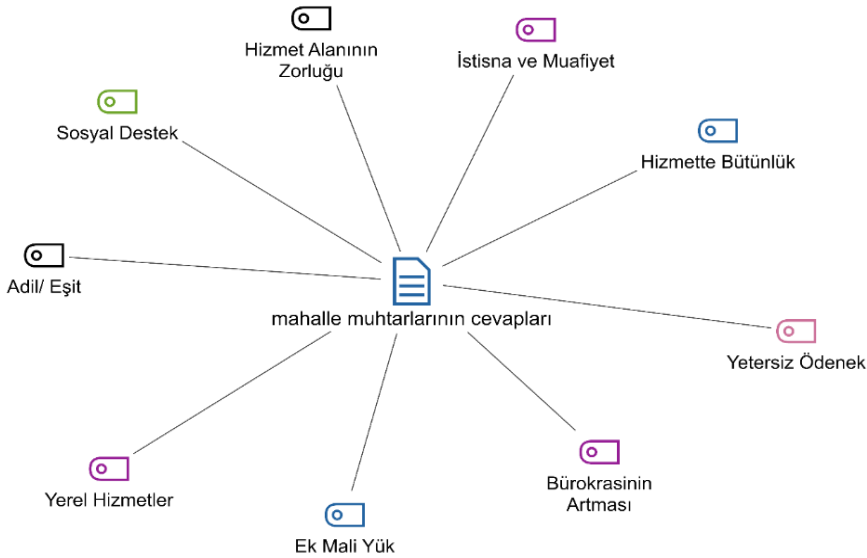 Hizmet Alanının
Zorluğu
İstisna ve Muafiyet
Sosyal Destek
Hizmette Bütünlük
Adil/ Eşit
mahalle muhtarlarının cevapları
Yetersiz Ödenek
Yerel Hizmetler
Bürokrasinin
Artması
Ek Mali Yük